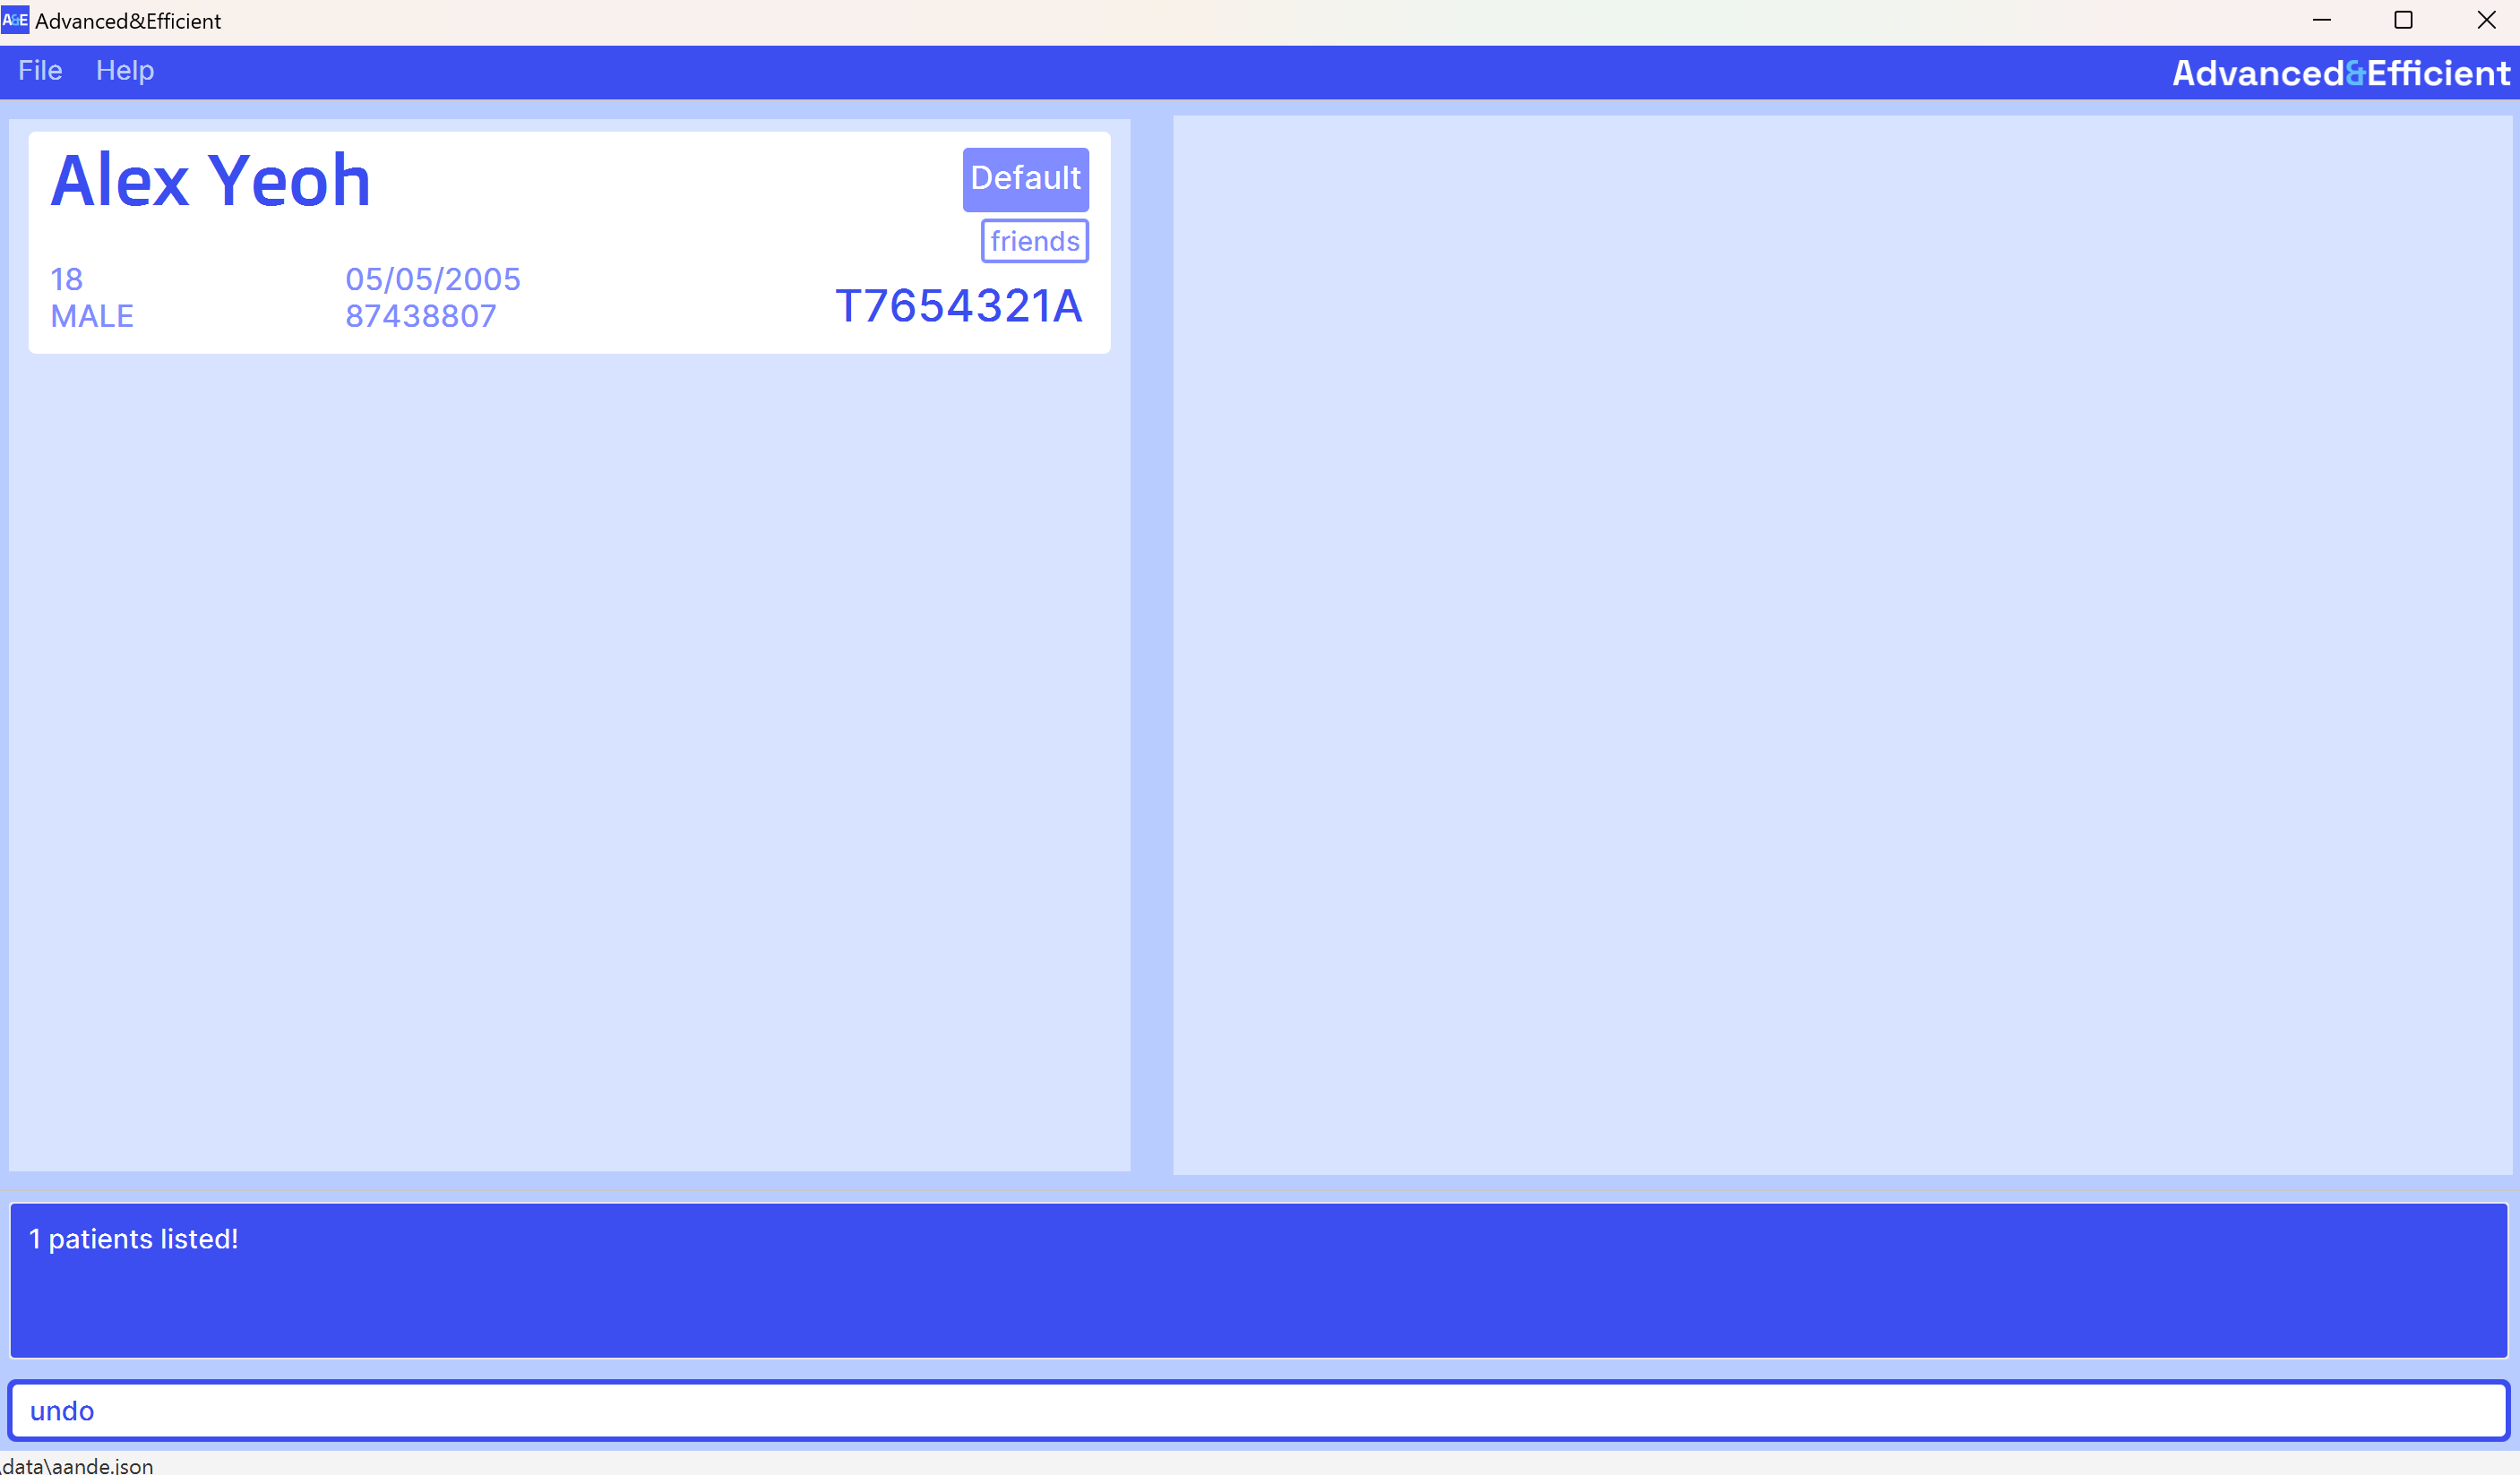 A&E Advanced&Efficient
File Help Advanced&Efficient
Alex Yeoh
Default
friends
18 05/05/2005
MALE 87438807
T7654321A
1 patients listed!
undo
\data\aande.json